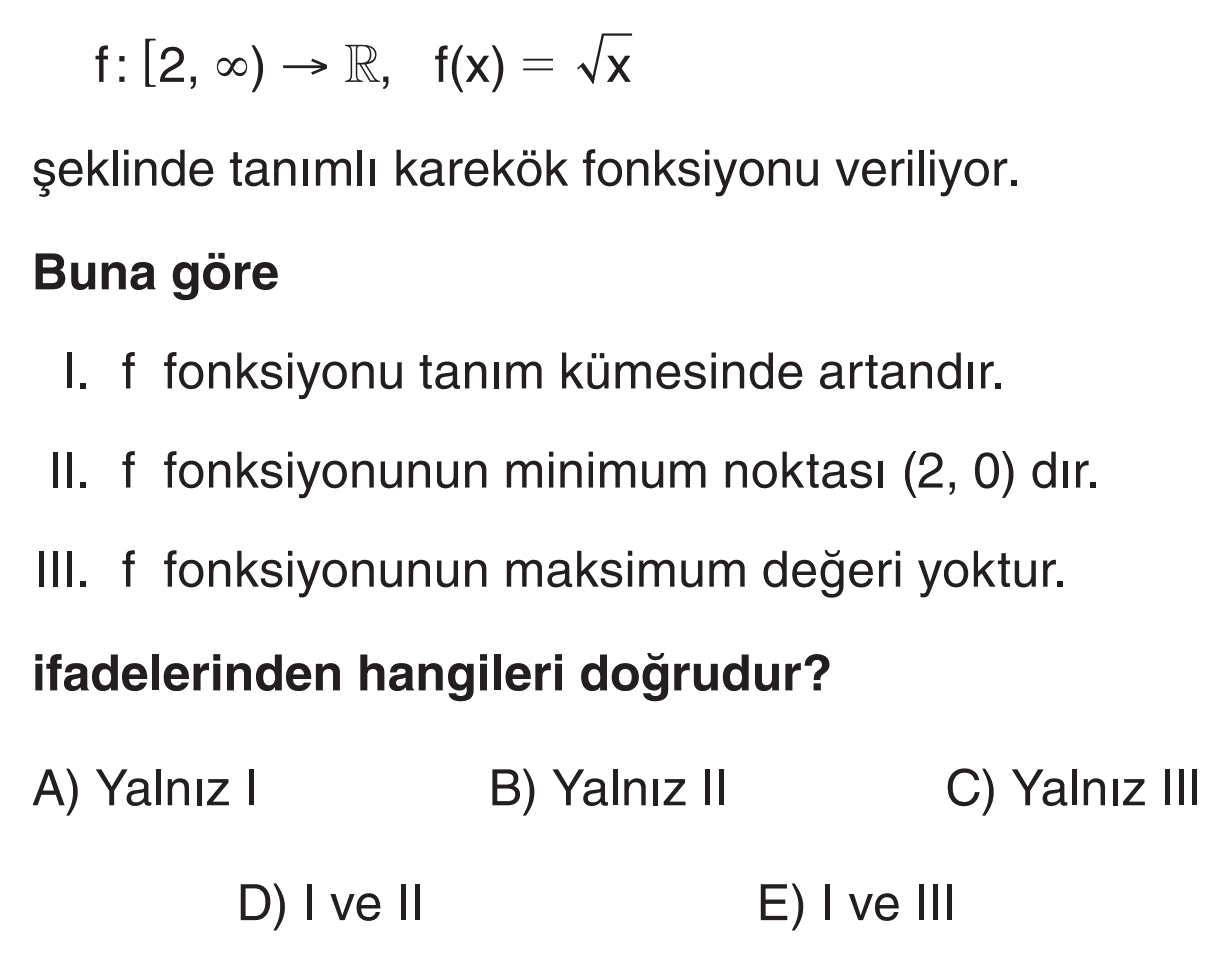 f: [2, ∞) → ℝ, f(x) = √x
şeklinde tanımlı karekök fonksiyonu veriliyor.
Buna göre
I. f fonksiyonu tanım kümesinde artandır.
II. f fonksiyonunun minimum noktası (2, 0) dır.
III. f fonksiyonunun maksimum değeri yoktur.
ifadelerinden hangileri doğrudur?
A) Yalnız I B) Yalnız II C) Yalnız III
D) I ve II E) I ve III